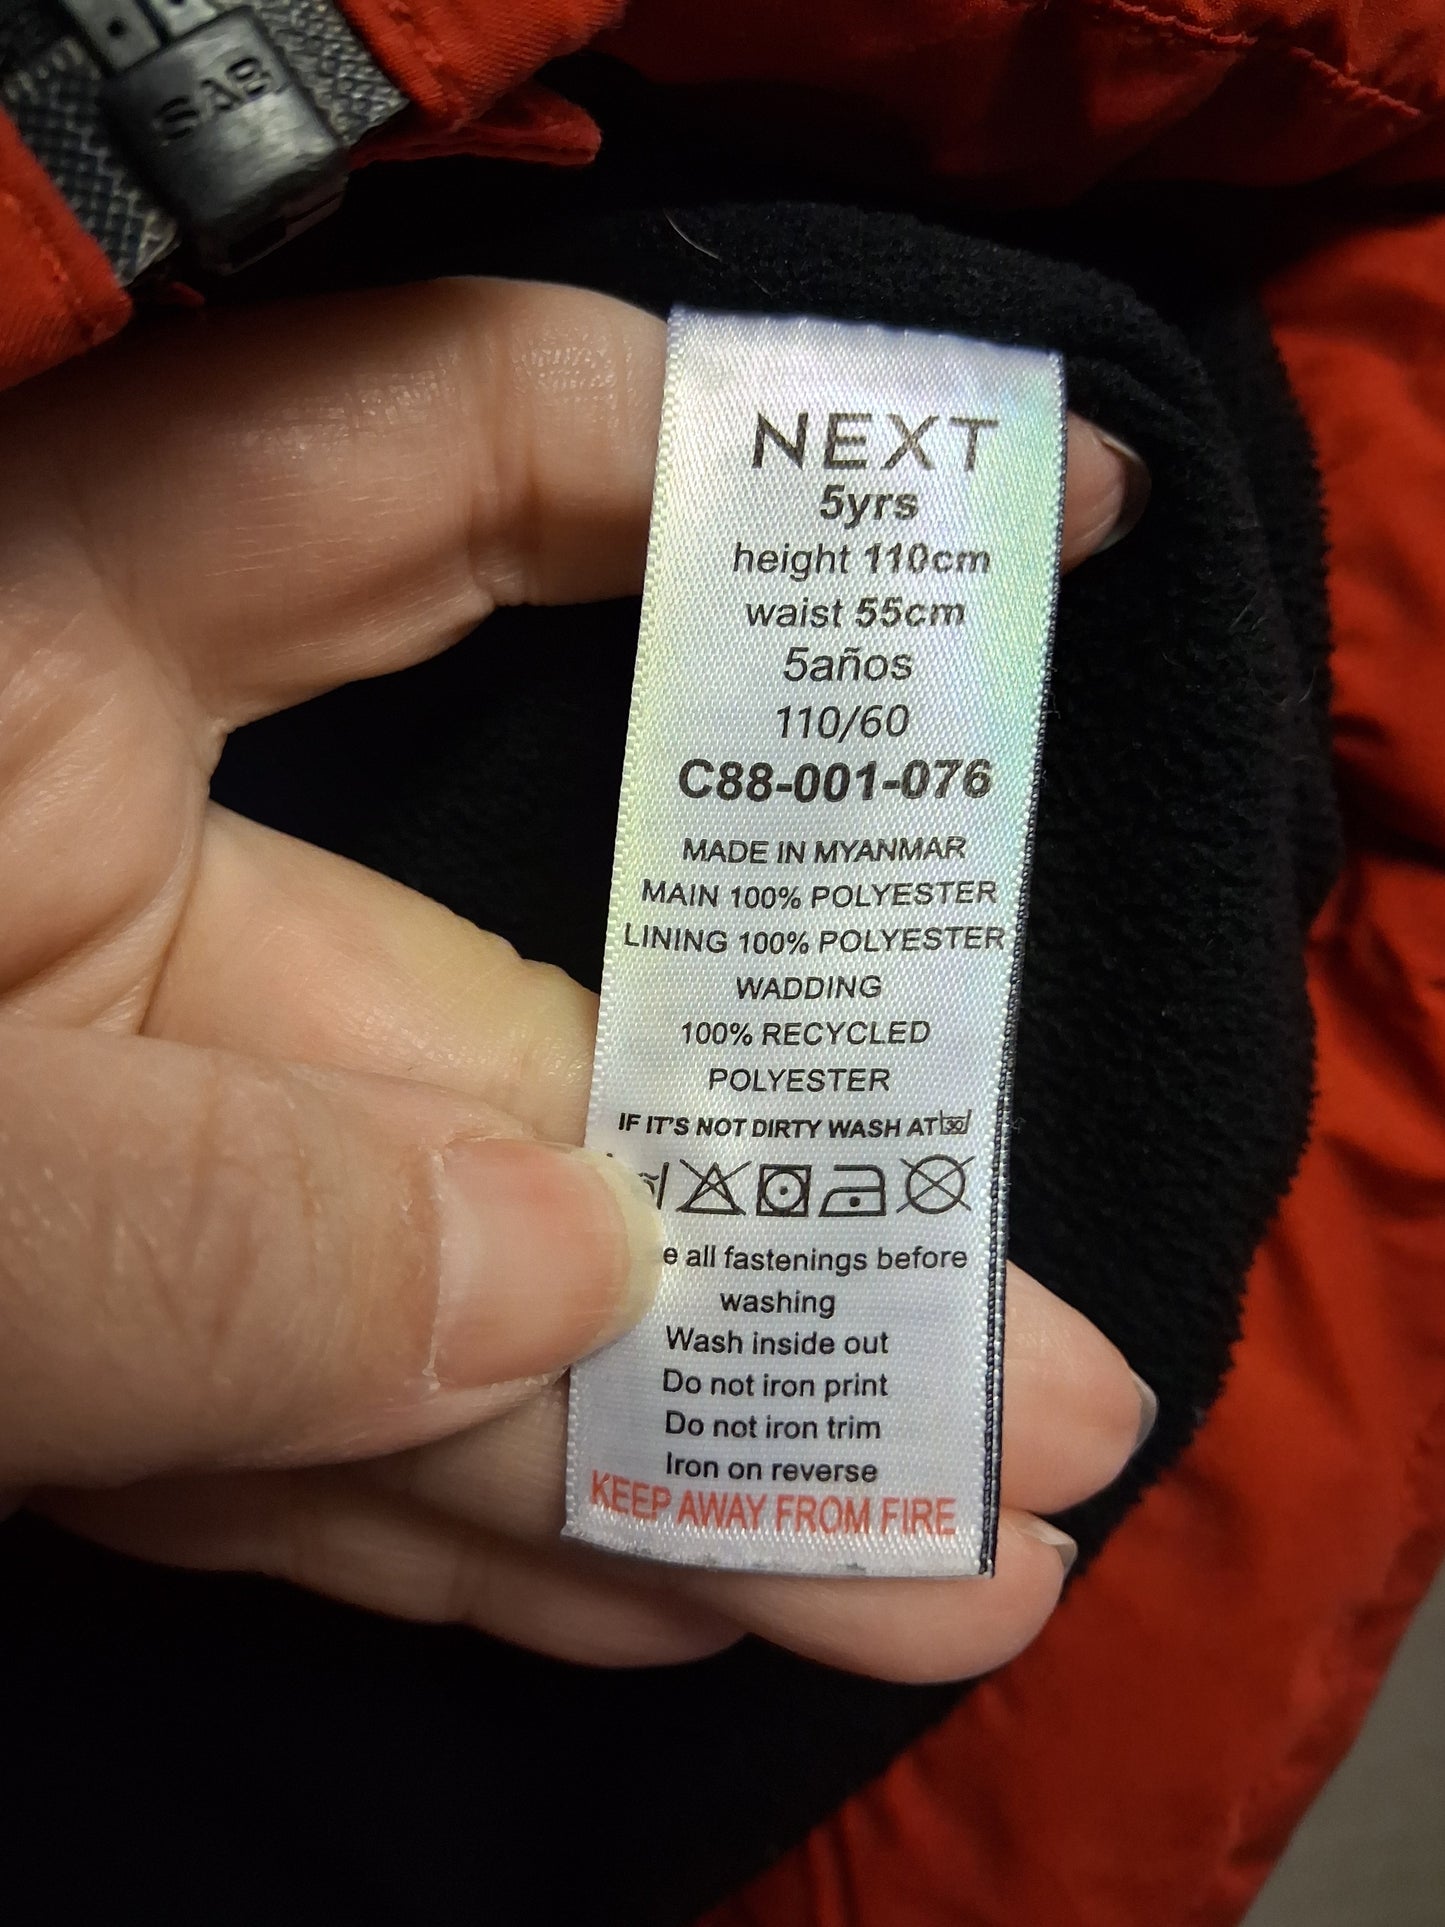 SAB
NEXT
5yrs
height 110cm
waist 55cm
5años
110/60
C88-001-076
MADE IN MYANMAR
MAIN 100% POLYESTER
LINING 100% POLYESTER
WADDING
100% RECYCLED
POLYESTER
IF IT'S NOT DIRTY WASH AT 30
all fastenings before
washing
Wash inside out
Do not iron print
Do not iron trim
Iron on reverse
KEEP AWAY FROM FIRE